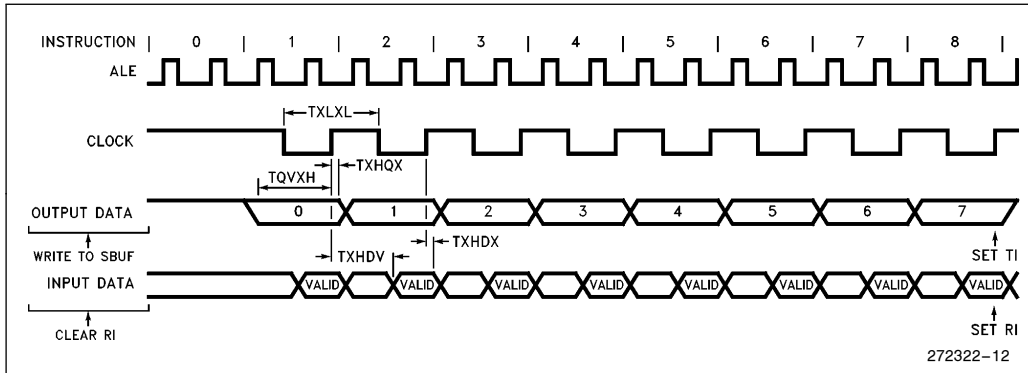 INSTRUCTION | 0 | 1 | 2 | 3 | 4 | 5 | 6 | 7 | 8 |
ALE
TXLXL
CLOCK
TXHQX
TQVXH
OUTPUT DATA 0 1 2 3 4 5 6 7
WRITE TO SBUF
TXHDV
TXHDX
SET TI
INPUT DATA VALID VALID VALID VALID VALID VALID VALID VALID
CLEAR RI
SET RI
272322–12